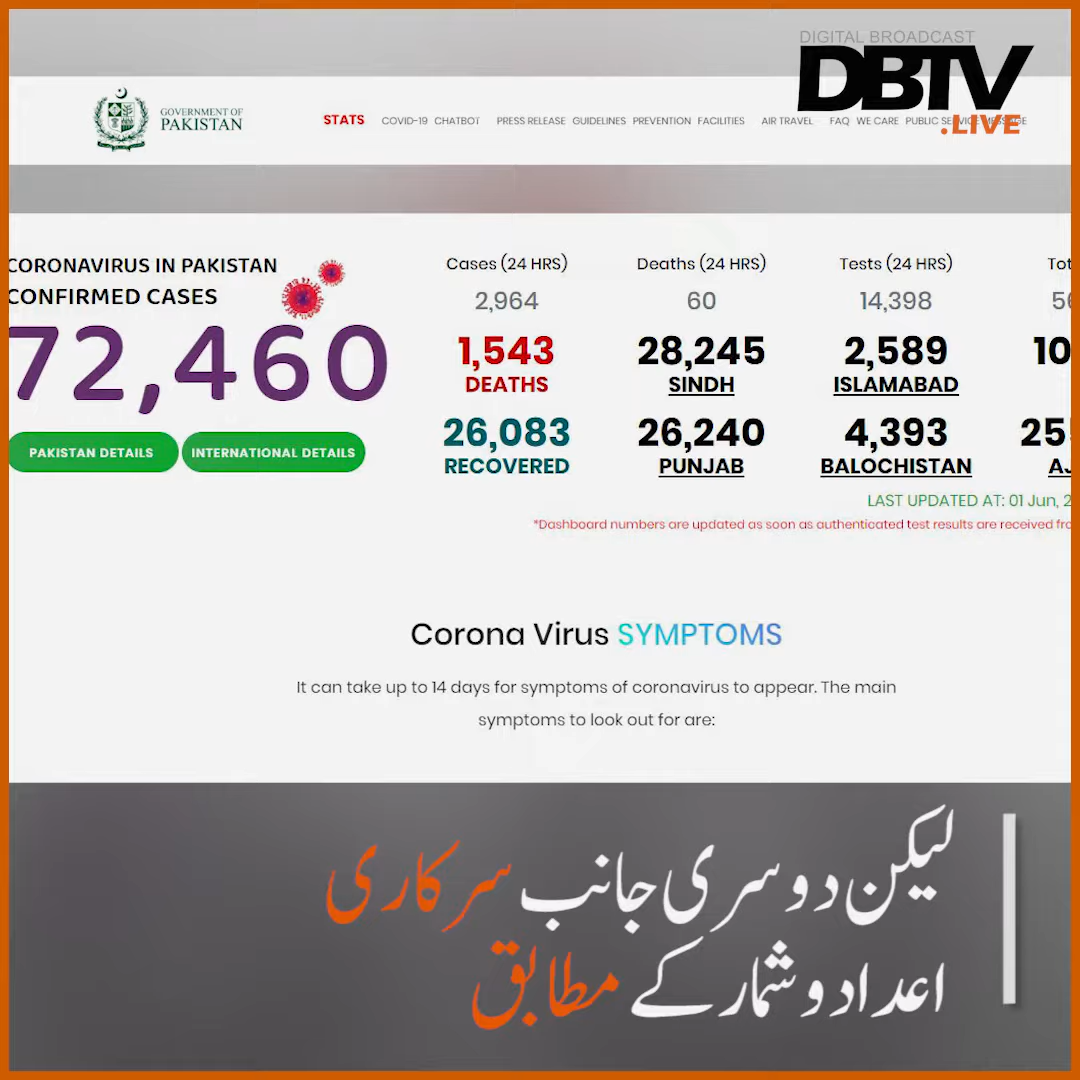 DIGITAL BROADCAST
DBTV
.LIVE
GOVERNMENT OF
PAKISTAN
STATS COVID-19 CHATBOT PRESS RELEASE GUIDELINES PREVENTION FACILITIES AIR TRAVEL FAQ WE CARE PUBLIC SERVICE MESSAGE
CORONAVIRUS IN PAKISTAN
CONFIRMED CASES
72,460
PAKISTAN DETAILS INTERNATIONAL DETAILS
Cases (24 HRS) Deaths (24 HRS) Tests (24 HRS)
2,964 60 14,398
1,543 28,245 2,589
DEATHS SINDH ISLAMABAD
26,083 26,240 4,393
RECOVERED PUNJAB BALOCHISTAN
LAST UPDATED AT: 01 Jun,
*Dashboard numbers are updated as soon as authenticated test results are received
Corona Virus SYMPTOMS
It can take up to 14 days for symptoms of coronavirus to appear. The main
symptoms to look out for are:
لیکن دوسری جانب سرکاری
اعداد و شمار کے مطابق